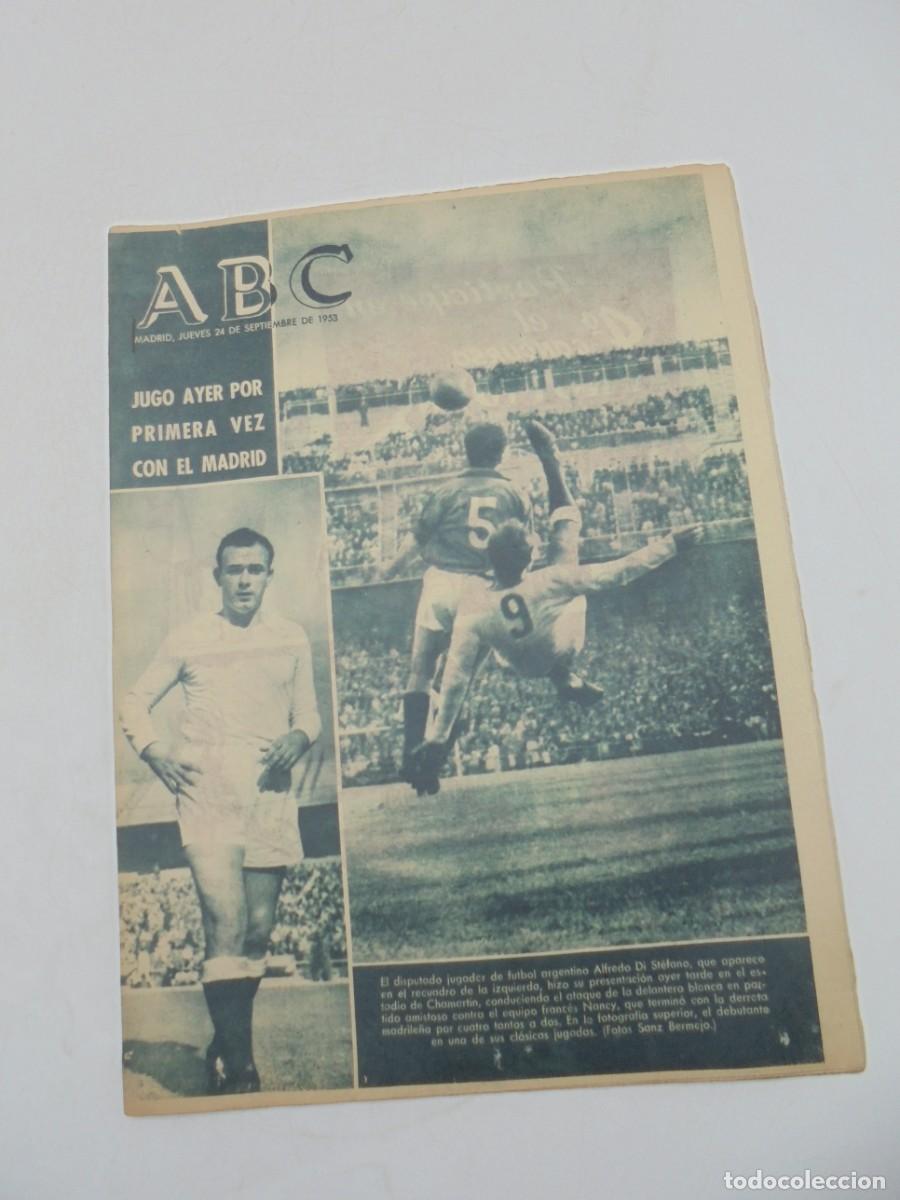 ABC
MADRID, JUEVES 24 DE SEPTIEMBRE DE 1953
JUGO AYER POR
PRIMERA VEZ
CON EL MADRID
5
9
El disputado jugador de futbol argentino Alfredo Di Stéfano, que aparece
en el recuadro de la izquierda, hizo su presentación ayer tarde en el es-
tadio de Chamartín, conduciendo el ataque de la delantera blanca en par-
tido amistoso contra el equipo francés Nancy, que terminó con la derrota
madrileña por cuatro tantos a dos. En la fotografía superior, el debutante
en una de sus clásicas jugadas. (Fotos Sanz Bermejo.)
todocoleccion